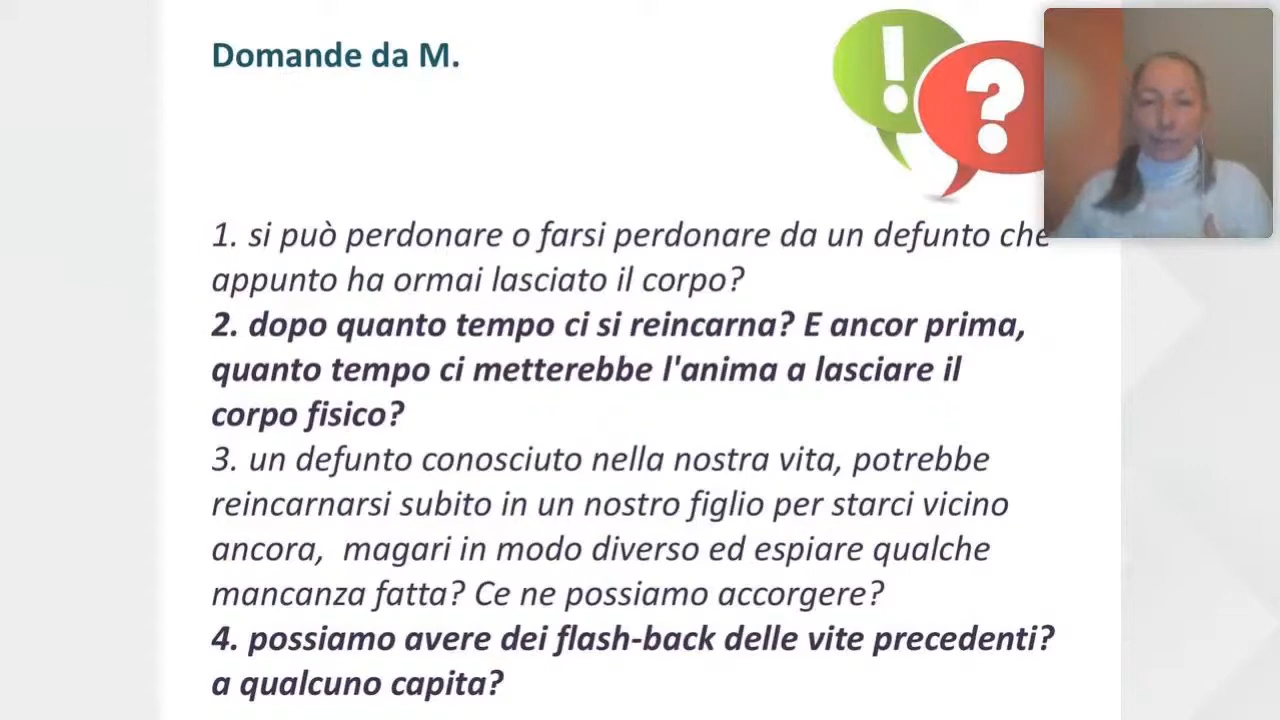 Domande da M.
! ?
1. si può perdonare o farsi perdonare da un defunto che
appunto ha ormai lasciato il corpo?
2. dopo quanto tempo ci si reincarna? E ancor prima,
quanto tempo ci metterebbe l'anima a lasciare il
corpo fisico?
3. un defunto conosciuto nella nostra vita, potrebbe
reincarnarsi subito in un nostro figlio per starci vicino
ancora,  magari in modo diverso ed espiare qualche
mancanza fatta? Ce ne possiamo accorgere?
4. possiamo avere dei flash-back delle vite precedenti?
a qualcuno capita?